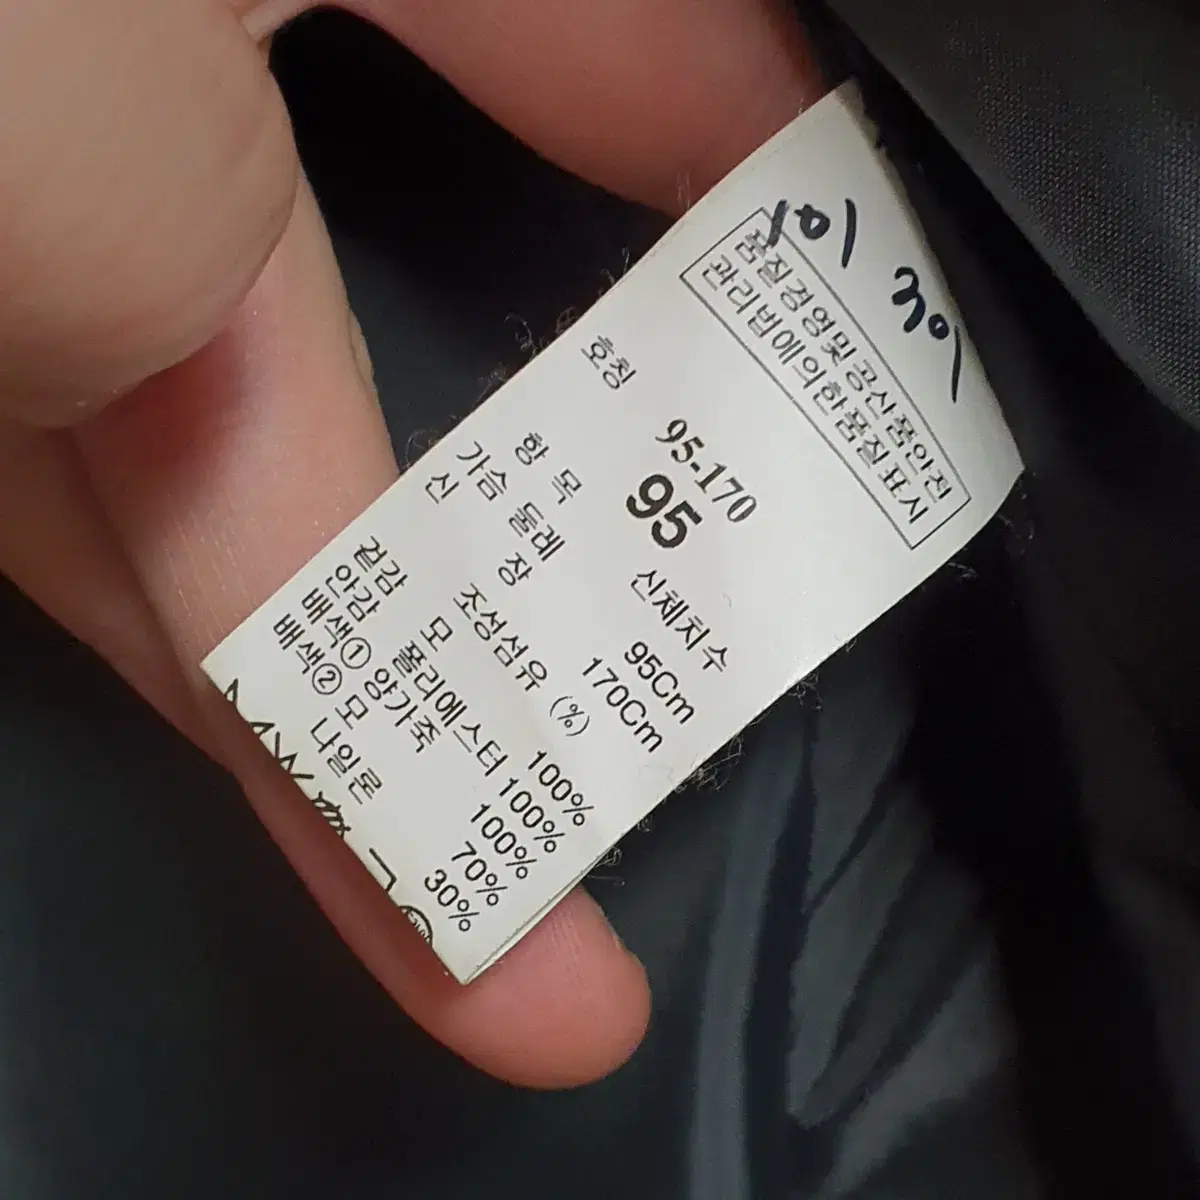 품질경영및공산품안전
관리법에의한품질표시
호칭 95-170
95
항 목 신체치수
가슴 둘레 95Cm
신 장 170Cm
조성섬유 (%)
겉감 모 100%
안감 폴리에스터 100%
배색① 양가죽 100%
배색② 모 70%
나일론 30%